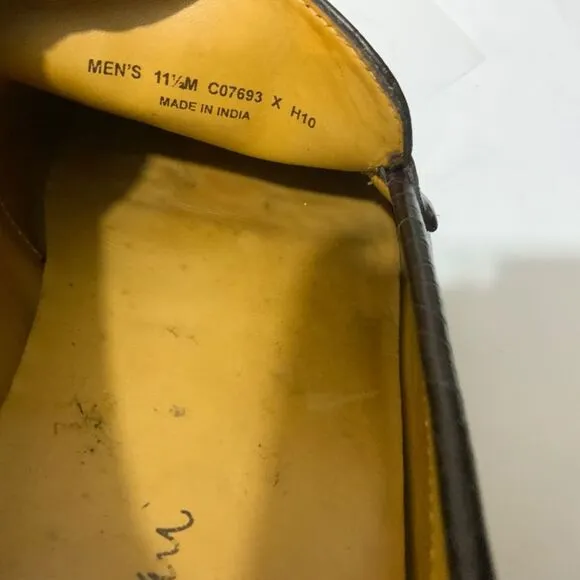 MEN'S 11½M C07693 X H10
MADE IN INDIA